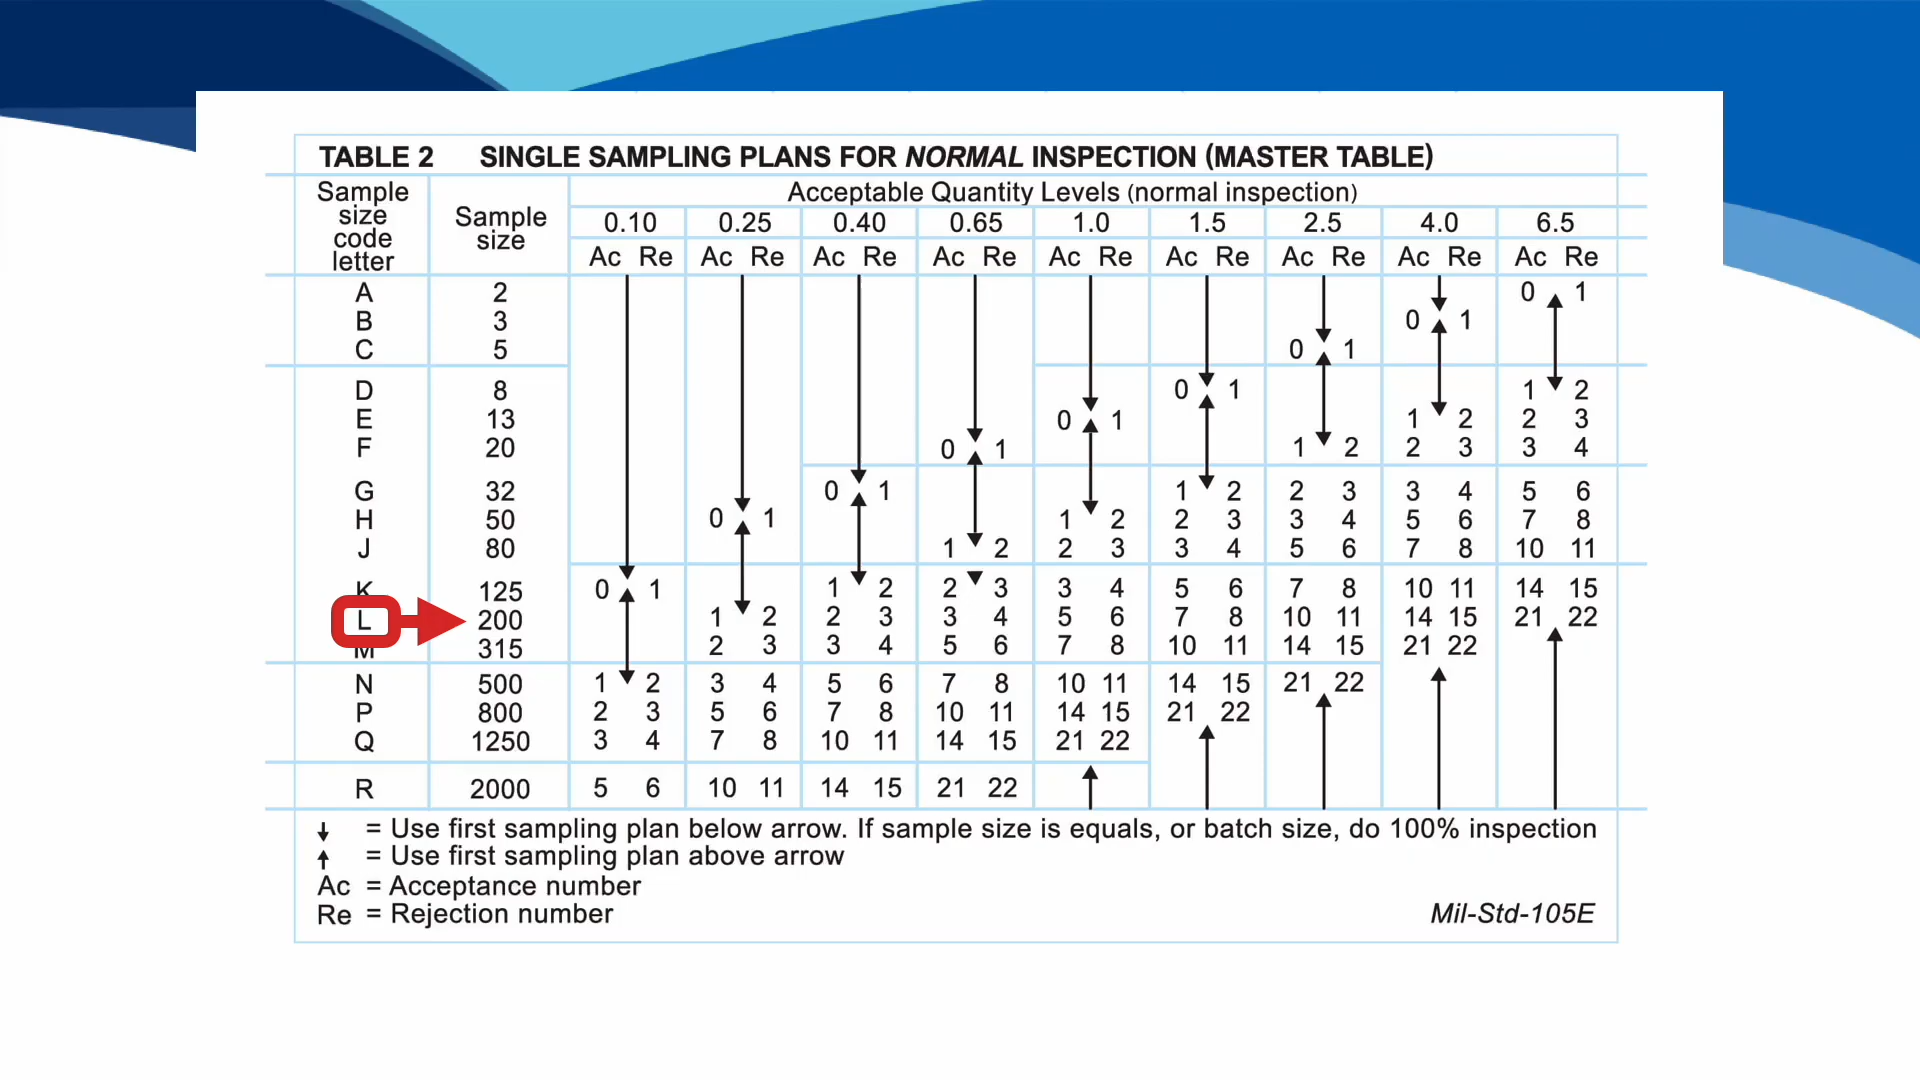 TABLE 2 SINGLE SAMPLING PLANS FOR NORMAL INSPECTION (MASTER TABLE)
Sample size code letter Sample size Acceptable Quantity Levels (normal inspection)
0.10 0.25 0.40 0.65 1.0 1.5 2.5 4.0 6.5
Ac Re Ac Re Ac Re Ac Re Ac Re Ac Re Ac Re Ac Re Ac Re
A 2 0 1
B 3 0 1
C 5 0 1
D 8 0 1 1 2
E 13 0 1 1 2 2 3
F 20 0 1 1 2 2 3 3 4
G 32 0 1 1 2 2 3 3 4 5 6
H 50 0 1 1 2 2 3 3 4 5 6 7 8
J 80 1 2 2 3 3 4 5 6 7 8 10 11
K 125 0 1 1 2 2 3 3 4 5 6 7 8 10 11 14 15
L 200 1 2 2 3 3 4 5 6 7 8 10 11 14 15 21 22
M 315 2 3 3 4 5 6 7 8 10 11 14 15 21 22
N 500 1 2 3 4 5 6 7 8 10 11 14 15 21 22
P 800 2 3 5 6 7 8 10 11 14 15 21 22
Q 1250 3 4 7 8 10 11 14 15 21 22
R 2000 5 6 10 11 14 15 21 22
↓ = Use first sampling plan below arrow. If sample size is equals, or batch size, do 100% inspection
↑ = Use first sampling plan above arrow
Ac = Acceptance number
Re = Rejection number
Mil-Std-105E